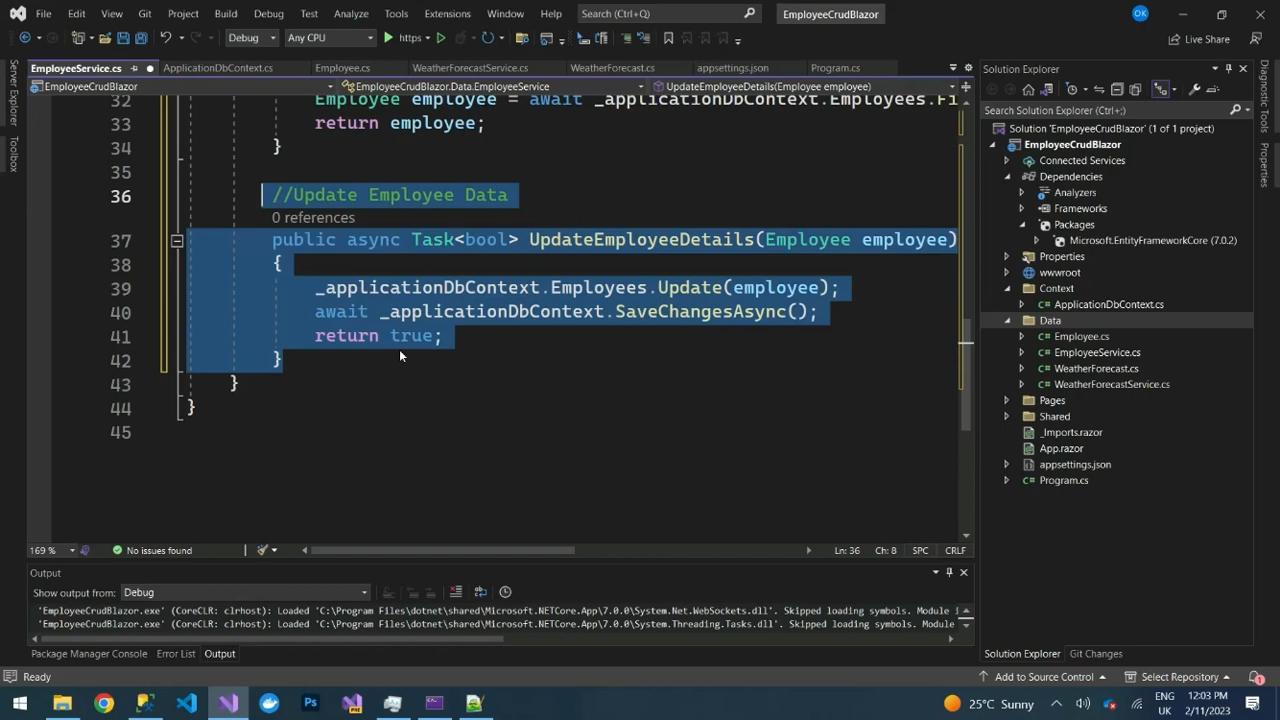 File Edit View Git Project Build Debug Test Analyze Tools Extensions Window Help Search (Ctrl+Q) EmployeeCrudBlazor OK
Debug Any CPU https Live Share
EmployeeService.cs ApplicationDbContext.cs Employee.cs WeatherForecastService.cs WeatherForecast.cs appsettings.json Program.cs
EmployeeCrudBlazor EmployeeCrudBlazor.Data.EmployeeService UpdateEmployeeDetails(Employee employee)
Server Explorer
Toolbox
32 Employee employee = await _applicationDbContext.Employees.Fi
33 return employee;
34 }
35
36 //Update Employee Data
0 references
37 public async Task<bool> UpdateEmployeeDetails(Employee employee)
38 {
39 _applicationDbContext.Employees.Update(employee);
40 await _applicationDbContext.SaveChangesAsync();
41 return true;
42 }
43 }
44 }
45
169 % No issues found Ln: 36 Ch: 8 SPC CRLF
Output
Show output from: Debug
'EmployeeCrudBlazor.exe' (CoreCLR: clrhost): Loaded 'C:\Program Files\dotnet\shared\Microsoft.NETCore.App\7.0.0\System.Net.WebSockets.dll'. Skipped loading symbols. Module
'EmployeeCrudBlazor.exe' (CoreCLR: clrhost): Loaded 'C:\Program Files\dotnet\shared\Microsoft.NETCore.App\7.0.0\System.Threading.Tasks.dll'. Skipped loading symbols. Module
Package Manager Console Error List Output
Solution Explorer
Search Solution Explorer (Ctrl+;)
Solution 'EmployeeCrudBlazor' (1 of 1 project)
EmployeeCrudBlazor
Connected Services
Dependencies
Analyzers
Frameworks
Packages
Microsoft.EntityFrameworkCore (7.0.2)
Properties
wwwroot
Context
ApplicationDbContext.cs
Data
Employee.cs
EmployeeService.cs
WeatherForecast.cs
WeatherForecastService.cs
Pages
Shared
_Imports.razor
App.razor
appsettings.json
Program.cs
Solution Explorer Git Changes
Diagnostic Tools
Properties
Ready Add to Source Control Select Repository 1
Ps 25°C Sunny ENG 12:03 PM
UK 2/11/2023